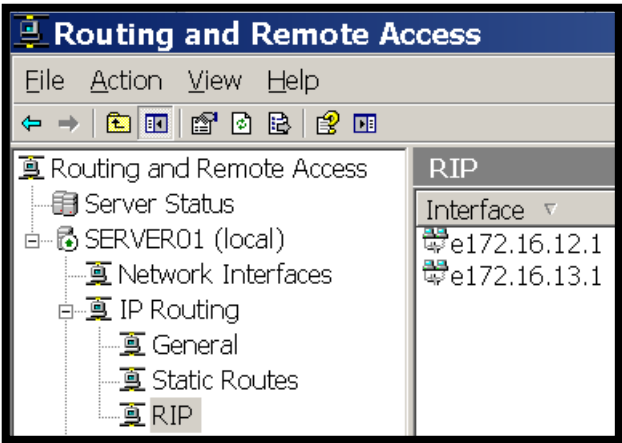 Routing and Remote Access
File Action View Help
Routing and Remote Access
Server Status
SERVER01 (local)
Network Interfaces
IP Routing
General
Static Routes
RIP
RIP
Interface
e172.16.12.1
e172.16.13.1